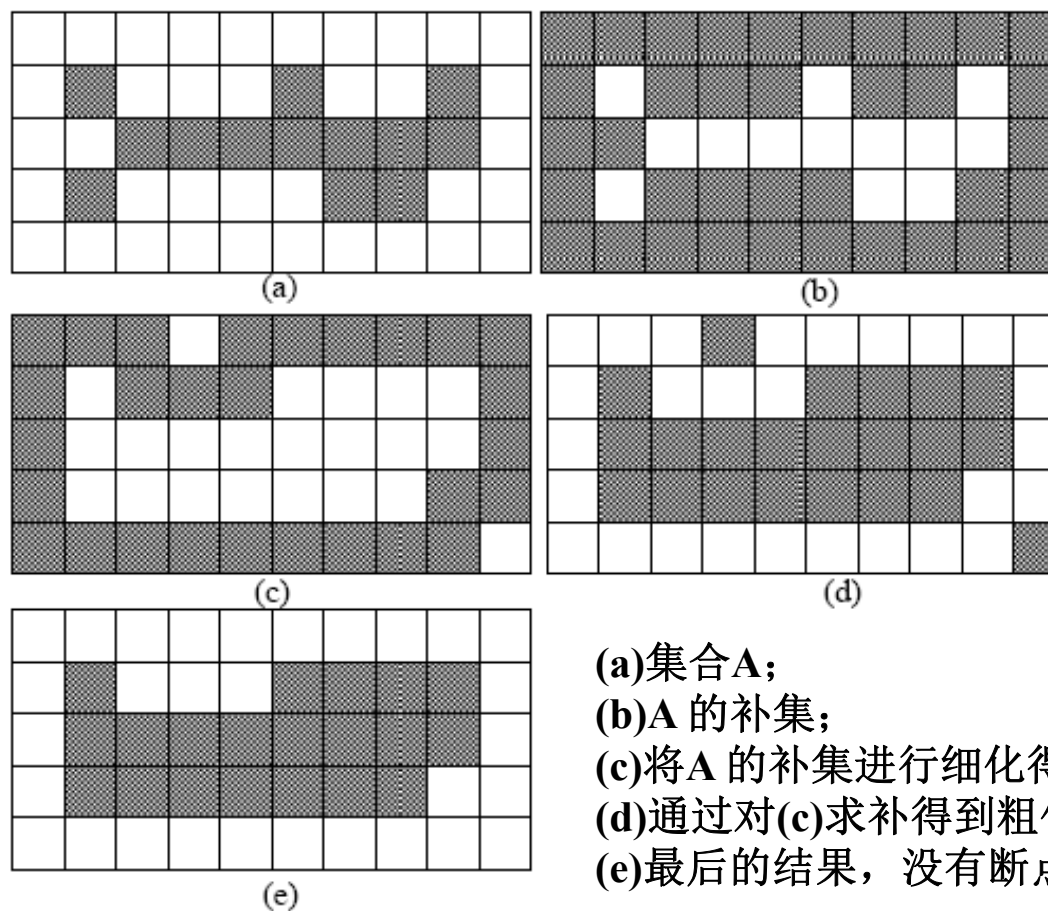 (a)
(b)
(c)
(d)
(e)
(a)集合A；
(b)A 的补集；
(c)将A 的补集进行细化得
(d)通过对(c)求补得到粗
(e)最后的结果，没有断点